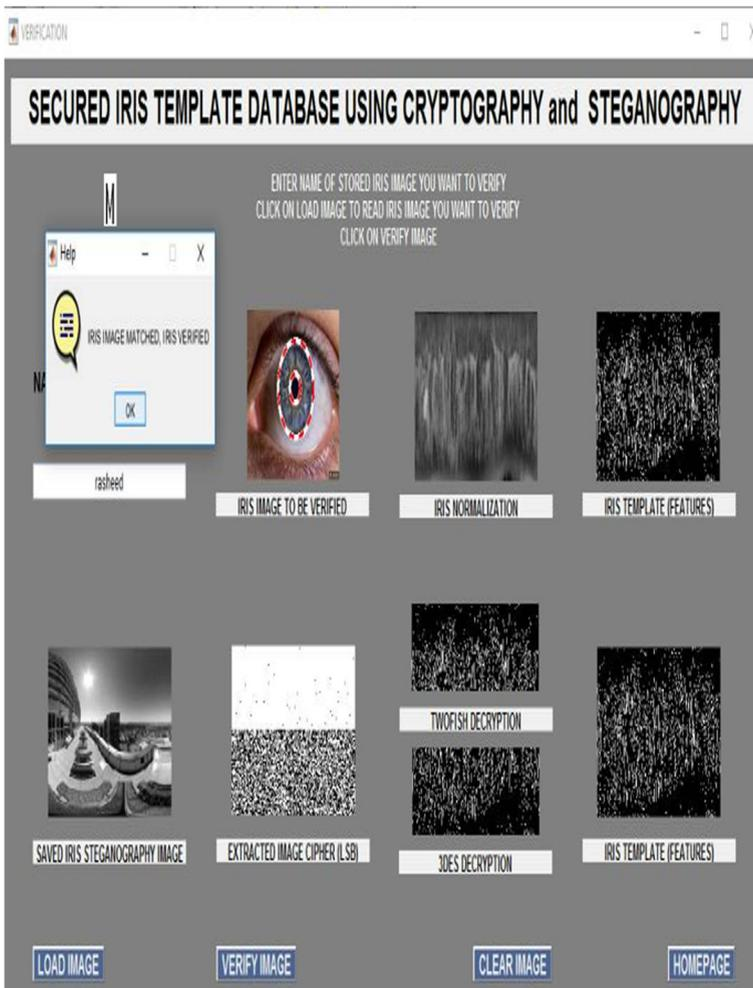 VERIFICATION
SECURED IRIS TEMPLATE DATABASE USING CRYPTOGRAPHY and STEGANOGRAPHY
M
ENTER NAME OF STORED IRIS IMAGE YOU WANT TO VERIFY
CLICK ON LOAD IMAGE TO READ IRIS IMAGE YOU WANT TO VERIFY
CLICK ON VERIFY IMAGE
Help
IRIS IMAGE MATCHED, IRIS VERIFIED
OK
rasheed
IRIS IMAGE TO BE VERIFIED
IRIS NORMALIZATION
IRIS TEMPLATE (FEATURES)
TWOFISH DECRYPTION
SAVED IRIS STEGANOGRAPHY IMAGE
EXTRACTED IMAGE CIPHER (LSB)
3DES DECRYPTION
IRIS TEMPLATE (FEATURES)
LOAD IMAGE
VERIFY IMAGE
CLEAR IMAGE
HOMEPAGE